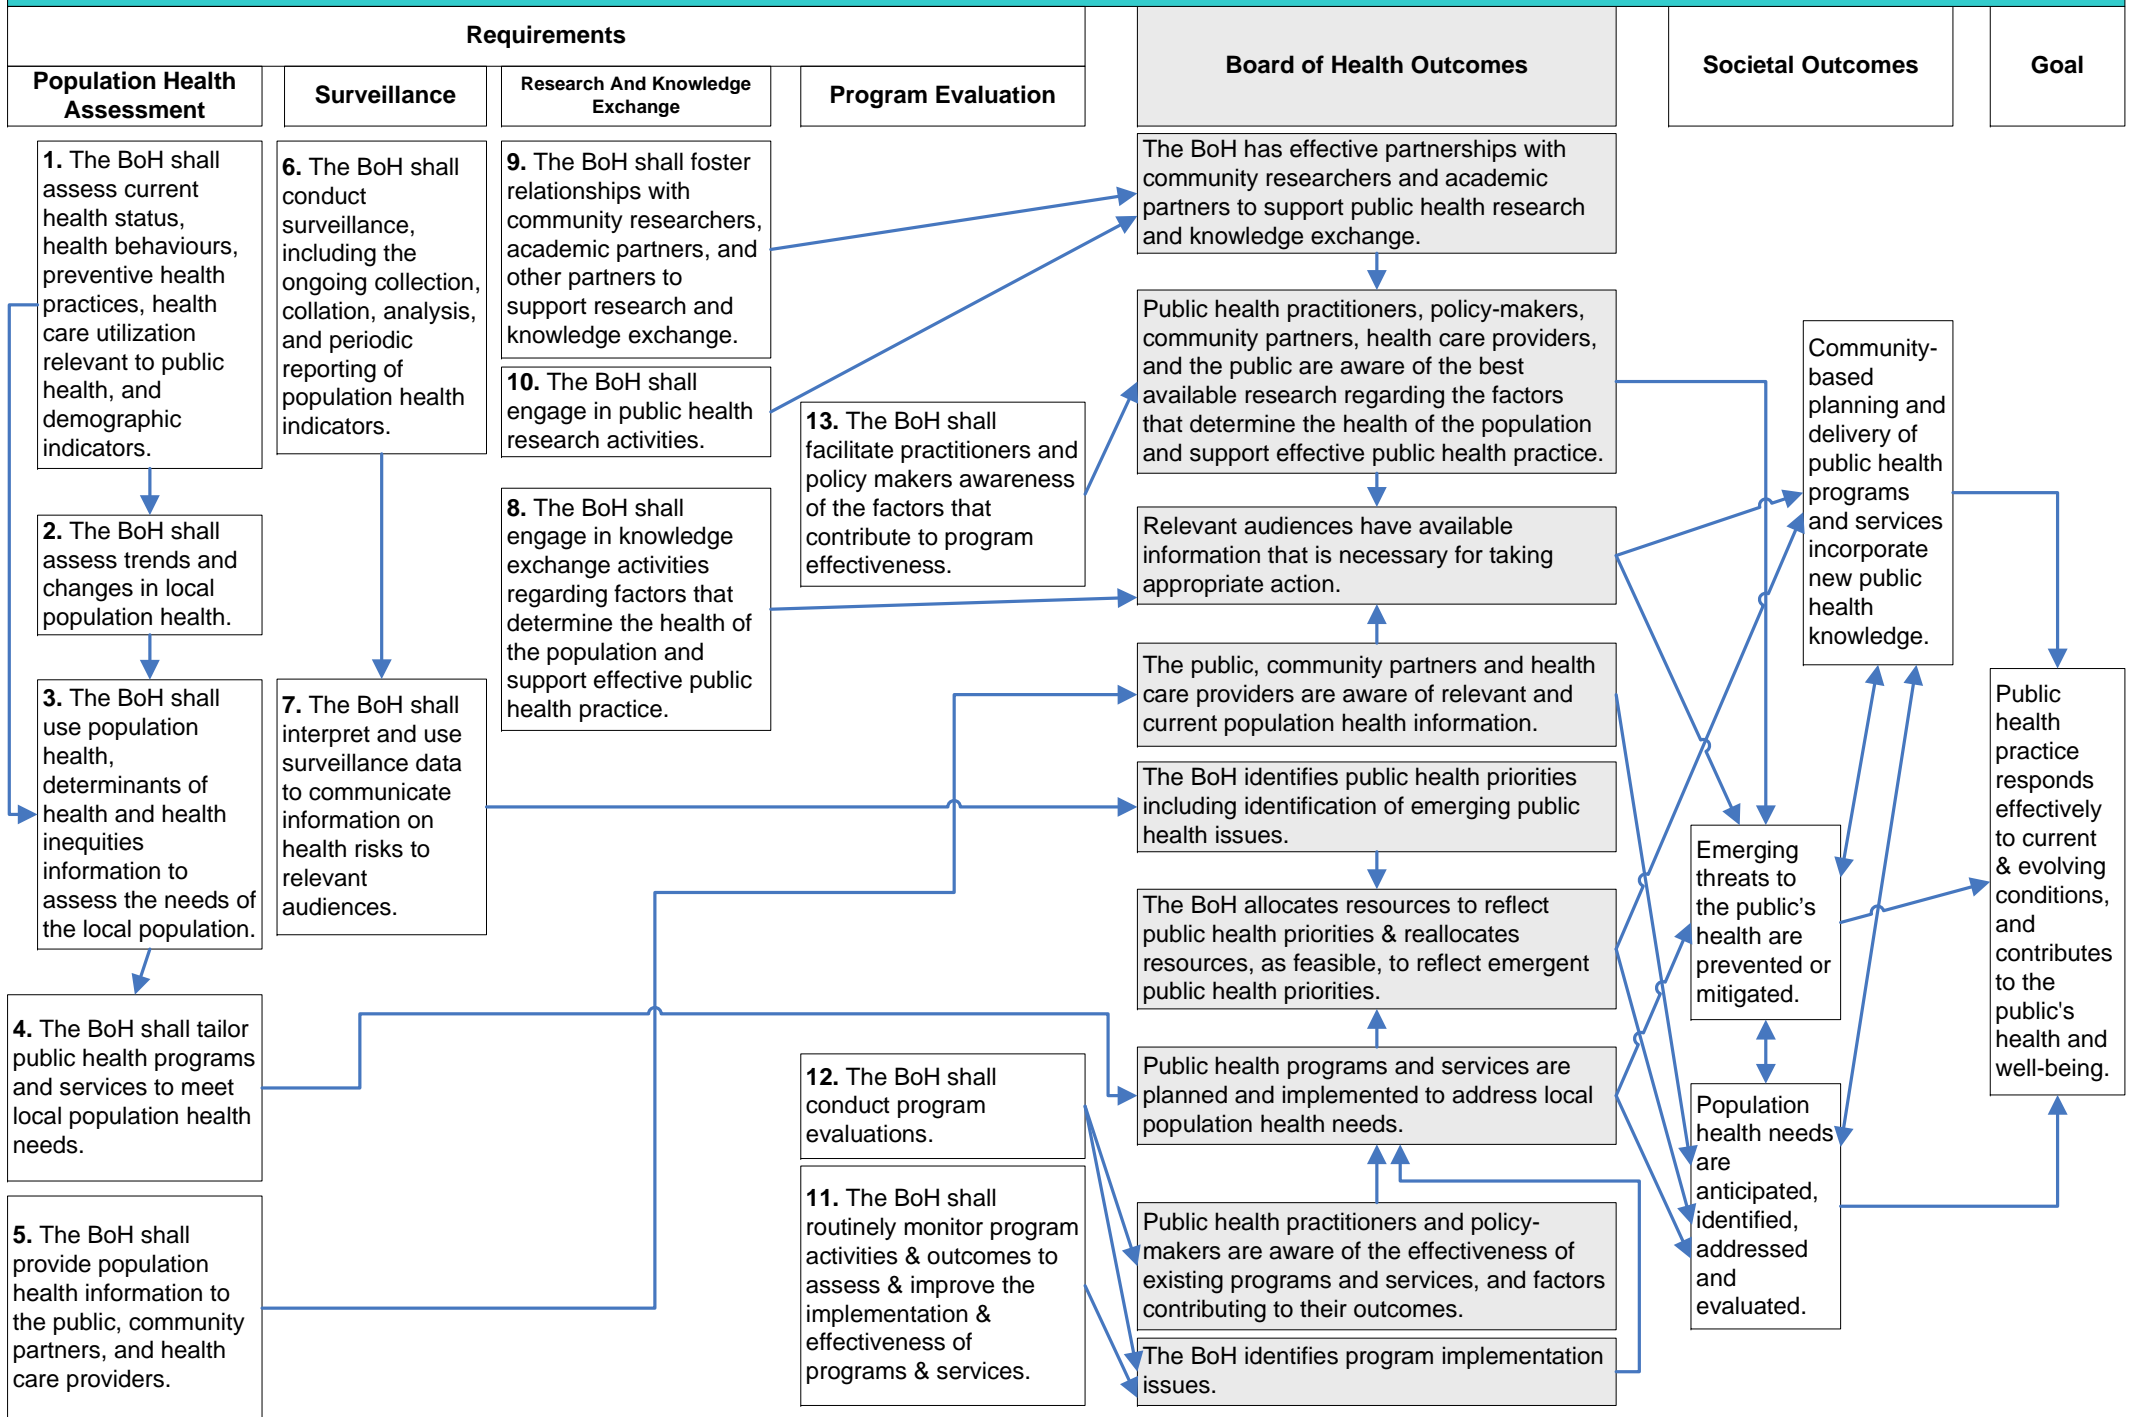 Requirements
Population Health
Assessment
Surveillance
Research And Knowledge
Exchange
Program Evaluation
Board of Health Outcomes
Societal Outcomes
Goal
1. The BoH shall
assess current
health status,
health behaviours,
preventive health
practices, health
care utilization
relevant to public
health, and
demographic
indicators.
2. The BoH shall
assess trends and
changes in local
population health.
3. The BoH shall
use population
health,
determinants of
health and health
inequities
information to
assess the needs of
the local population.
4. The BoH shall tailor
public health programs
and services to meet
local population health
needs.
5. The BoH shall
provide population
health information to
the public, community
partners, and health
care providers.
6. The BoH shall
conduct
surveillance,
including the
ongoing collection,
collation, analysis,
and periodic
reporting of
population health
indicators.
7. The BoH shall
interpret and use
surveillance data
to communicate
information on
health risks to
relevant
audiences.
9. The BoH shall foster
relationships with
community researchers,
academic partners, and
other partners to
support research and
knowledge exchange.
10. The BoH shall
engage in public health
research activities.
8. The BoH shall
engage in knowledge
exchange activities
regarding factors that
determine the health of
the population and
support effective public
health practice.
13. The BoH shall
facilitate practitioners and
policy makers awareness
of the factors that
contribute to program
effectiveness.
12. The BoH shall
conduct program
evaluations.
11. The BoH shall
routinely monitor program
activities & outcomes to
assess & improve the
implementation &
effectiveness of
programs & services.
The BoH has effective partnerships with
community researchers and academic
partners to support public health research
and knowledge exchange.
Public health practitioners, policy-makers,
community partners, health care providers,
and the public are aware of the best
available research regarding the factors
that determine the health of the population
and support effective public health practice.
Relevant audiences have available
information that is necessary for taking
appropriate action.
The public, community partners and health
care providers are aware of relevant and
current population health information.
The BoH identifies public health priorities
including identification of emerging public
health issues.
The BoH allocates resources to reflect
public health priorities & reallocates
resources, as feasible, to reflect emergent
public health priorities.
Public health programs and services are
planned and implemented to address local
population health needs.
Public health practitioners and policy-
makers are aware of the effectiveness of
existing programs and services, and factors
contributing to their outcomes.
The BoH identifies program implementation
issues.
Community-
based
planning and
delivery of
public health
programs
and services
incorporate
new public
health
knowledge.
Emerging
threats to
the public’s
health are
prevented or
mitigated.
Population
health needs
are
anticipated,
identified,
addressed
and
evaluated.
Public
health
practice
responds
effectively
to current
& evolving
conditions,
and
contributes
to the
public's
health and
well-being.